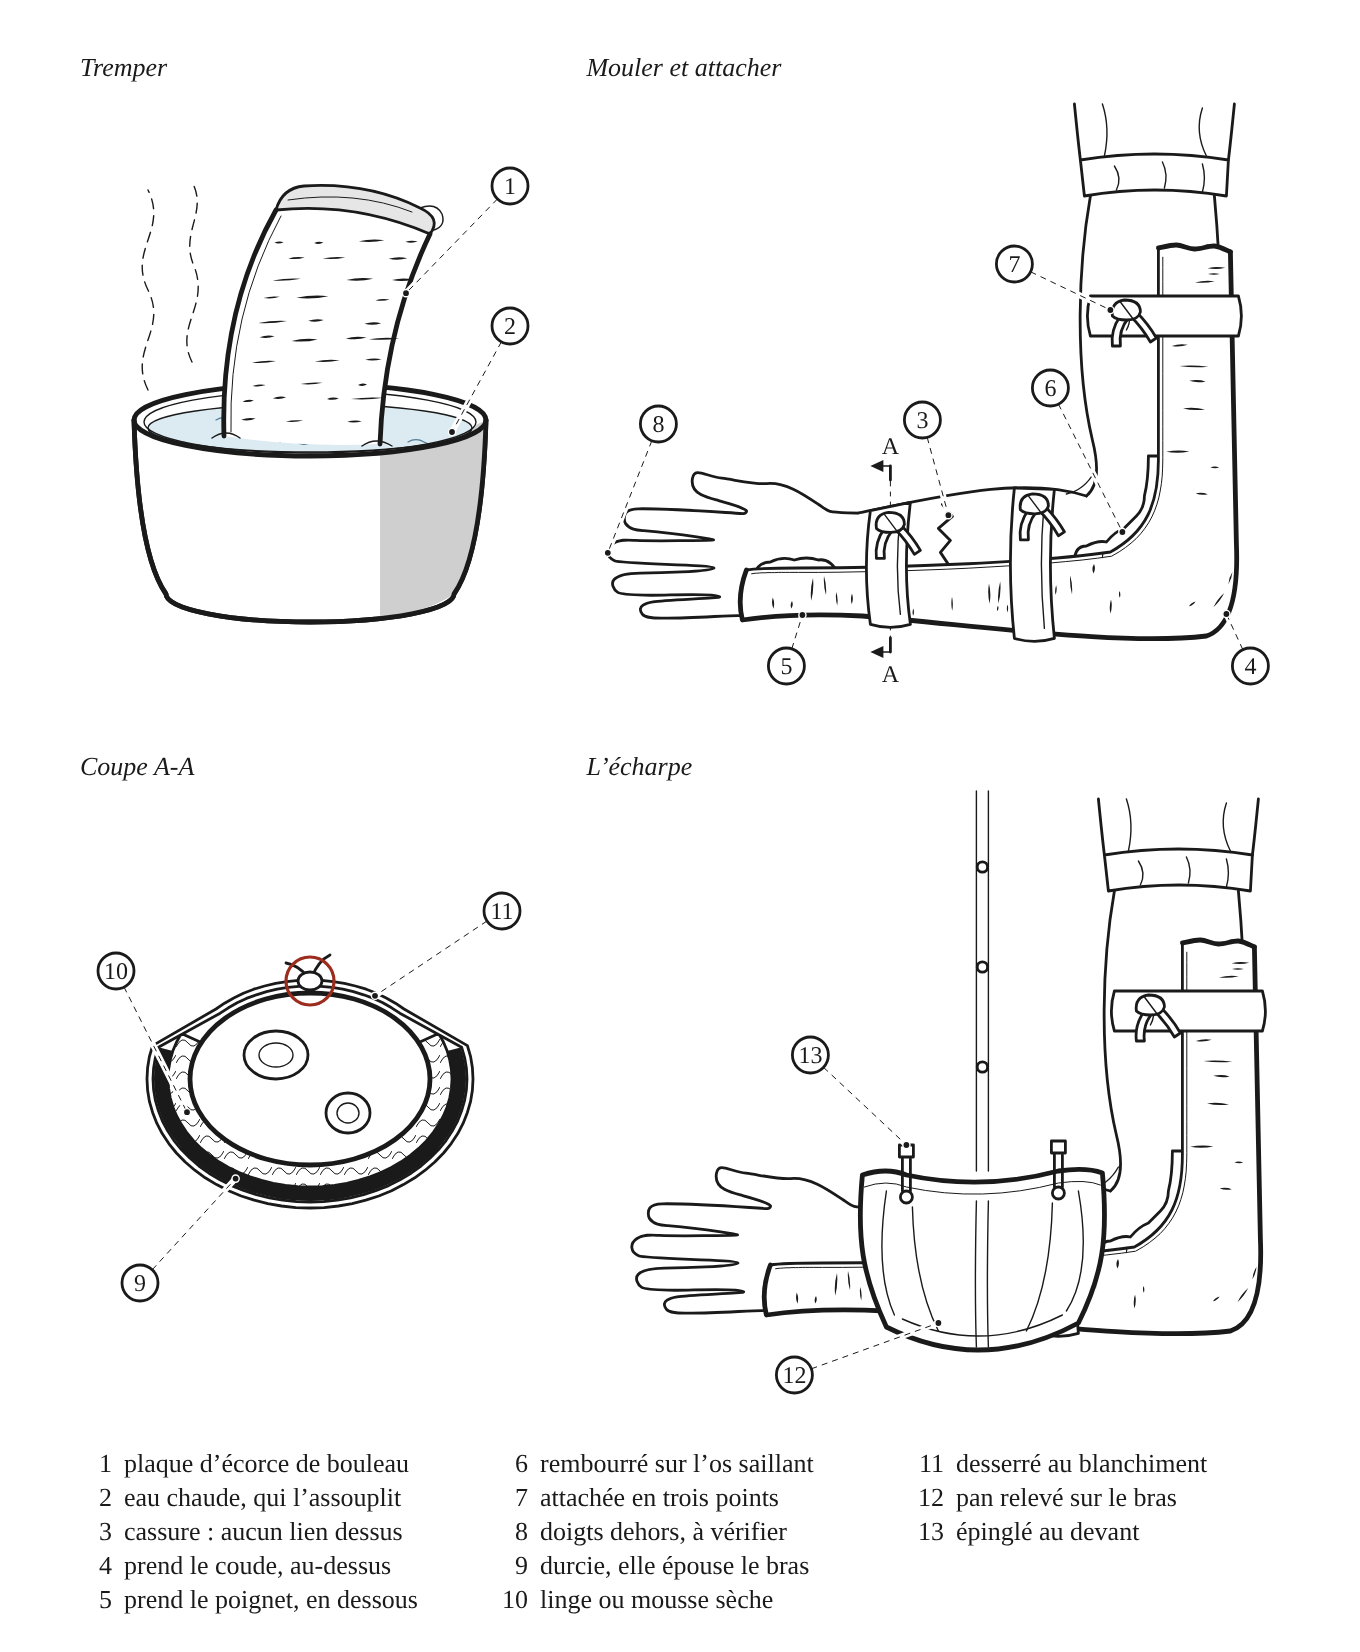 Tremper
Mouler et attacher
1
7
2
6
8
3
A
5
A
4
Coupe A-A
L’écharpe
11
10
13
9
12
1 plaque d’écorce de bouleau
2 eau chaude, qui l’assouplit
3 cassure : aucun lien dessus
4 prend le coude, au-dessus
5 prend le poignet, en dessous
6 rembourré sur l’os saillant
7 attachée en trois points
8 doigts dehors, à vérifier
9 durcie, elle épouse le bras
10 linge ou mousse sèche
11 desserré au blanchiment
12 pan relevé sur le bras
13 épinglé au devant